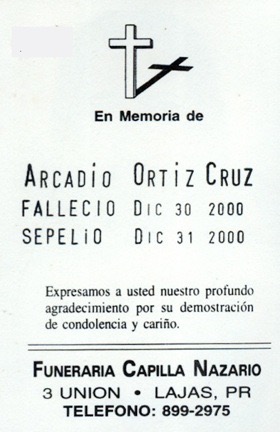 En Memoria de
ARCADIO ORTIZ CRUZ
FALLECIO DIC 30 2000
SEPELIO DIC 31 2000
Expresamos a usted nuestro profundo
agradecimiento por su demostración
de condolencia y cariño.
FUNERARIA CAPILLA NAZARIO
3 UNION • LAJAS, PR
TELEFONO: 899-2975